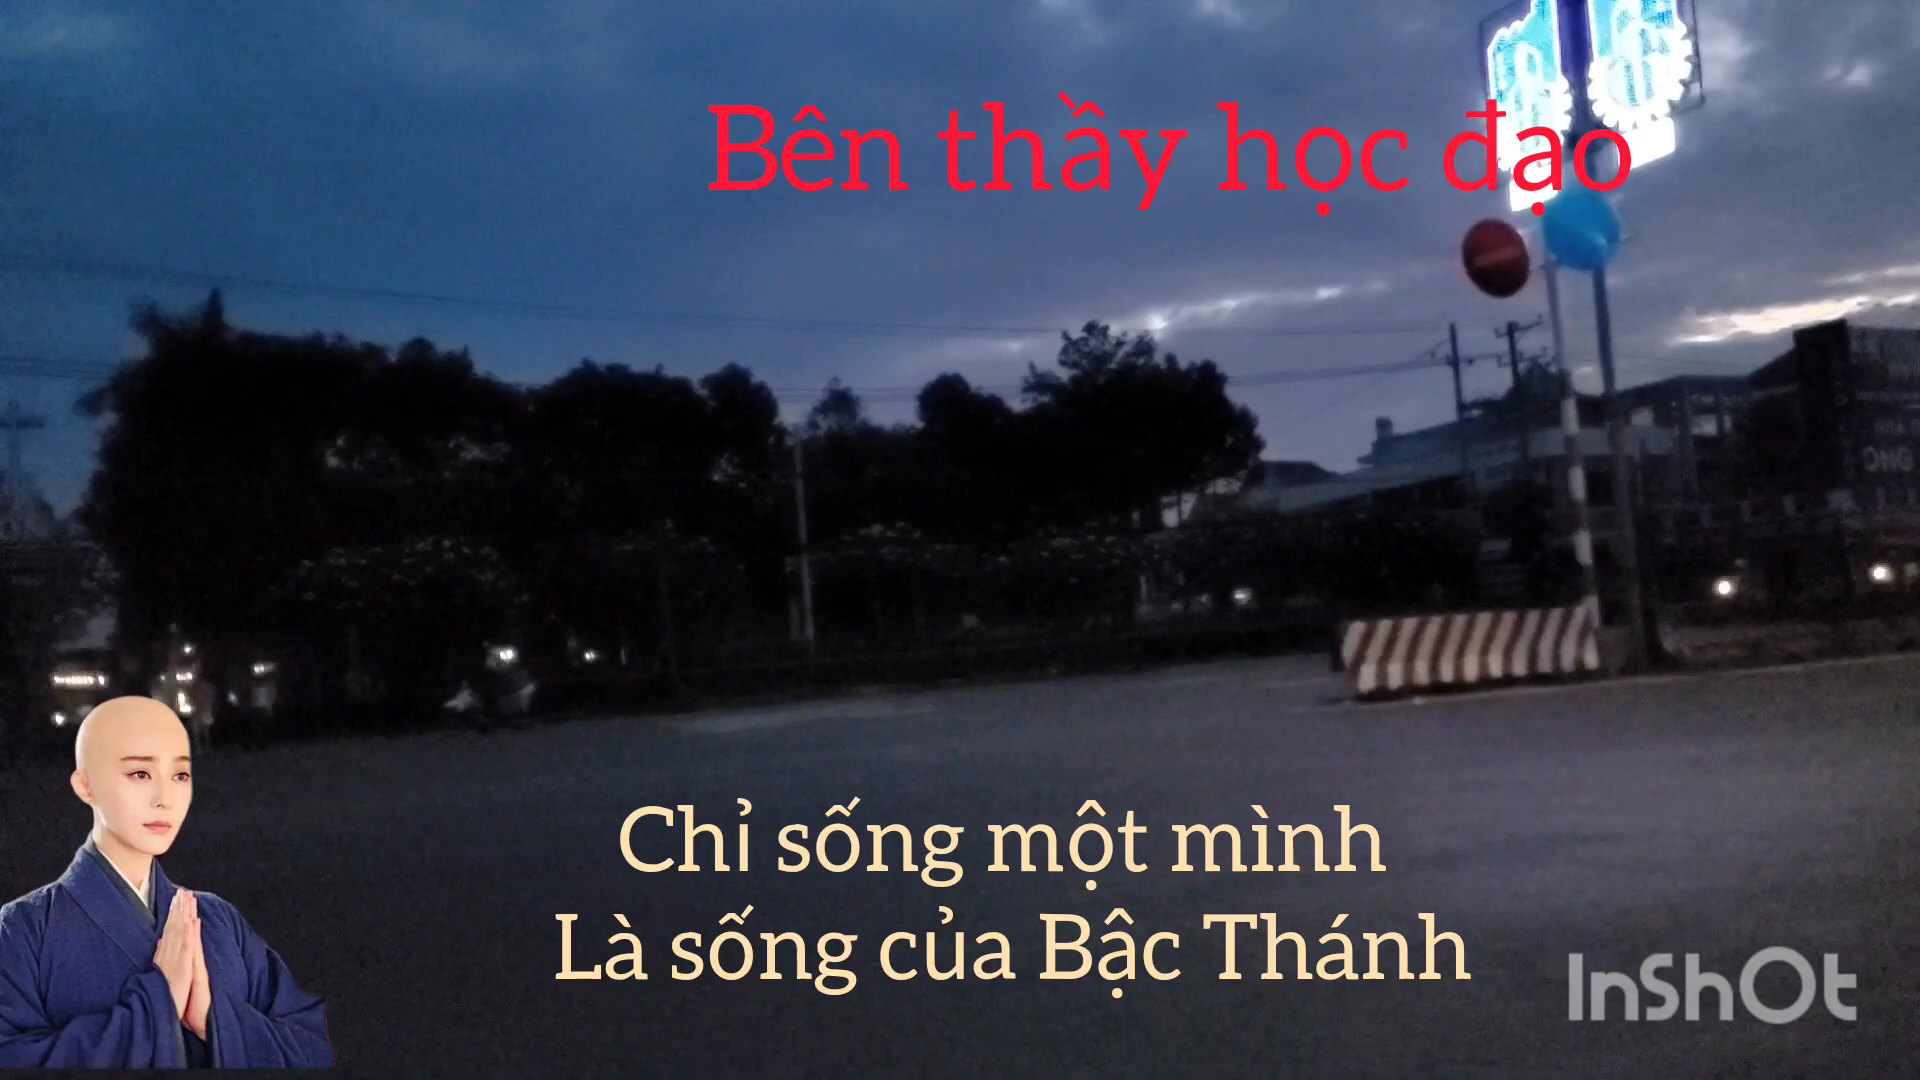 Bên thầy học đạo
Chỉ sống một mình
Là sống của Bậc Thánh
InShOt